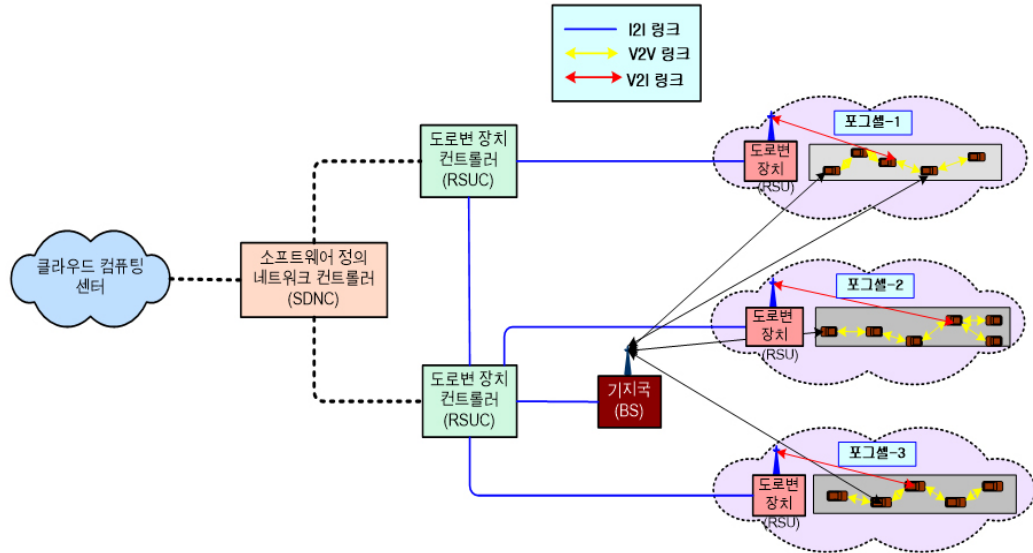 I2I 링크
V2V 링크
V2I 링크
도로변 장치
컨트롤러
(RSUC)
도로변
장치
(RSU)
포그셀-1
클라우드 컴퓨팅
센터
소프트웨어 정의
네트워크 컨트롤러
(SDNC)
도로변
장치
(RSU)
포그셀-2
도로변 장치
컨트롤러
(RSUC)
기지국
(BS)
도로변
장치
(RSU)
포그셀-3